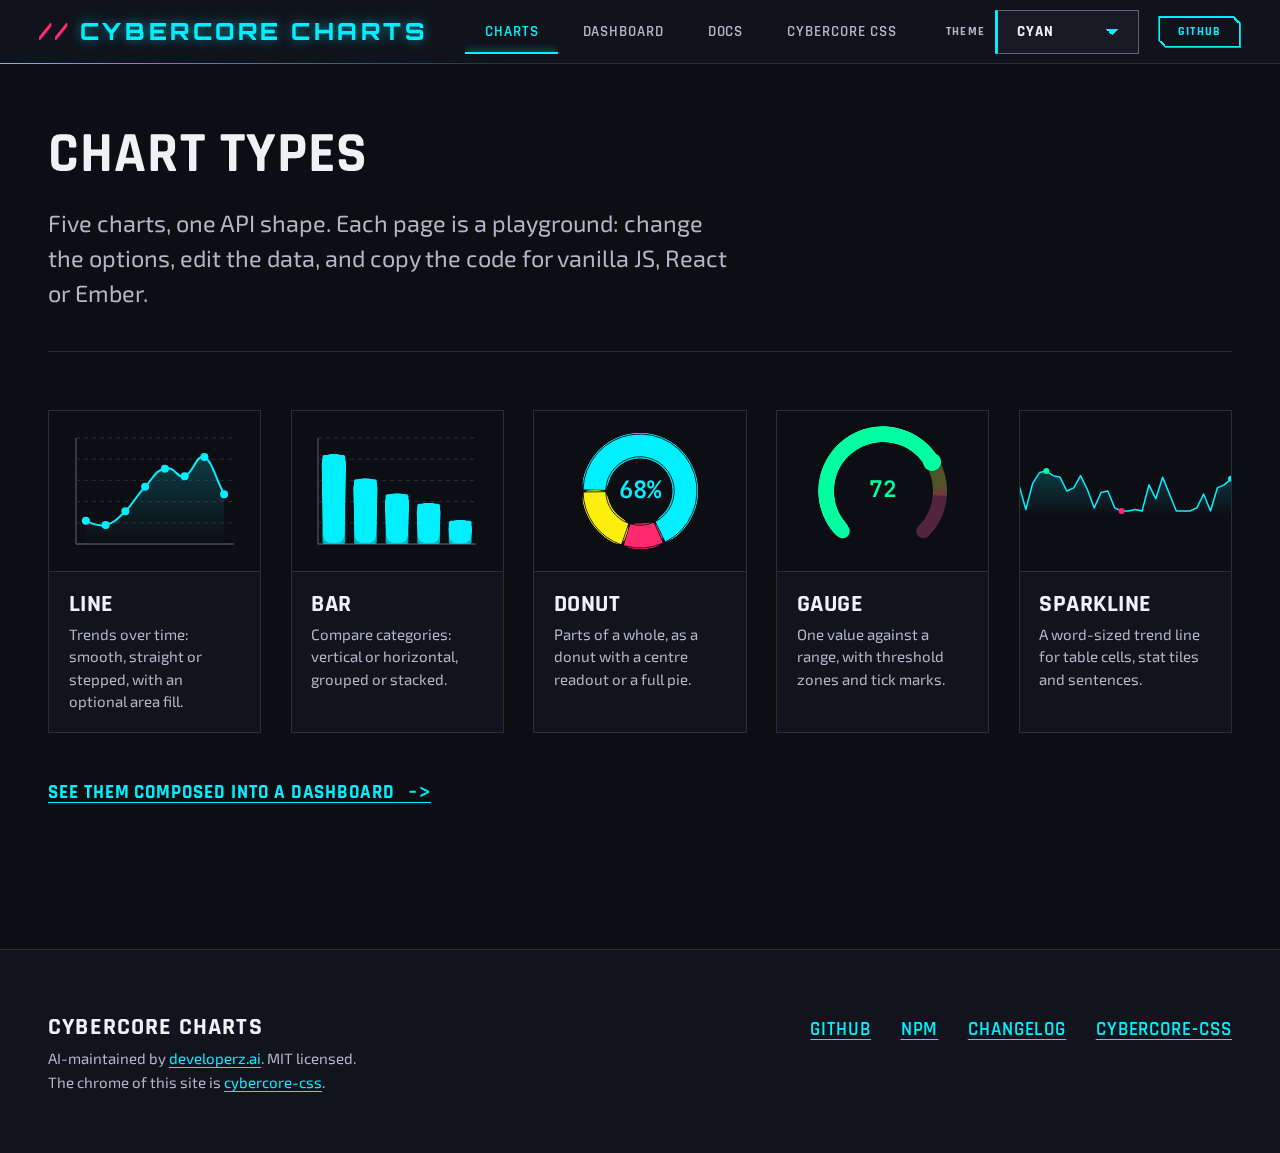 // CYBERCORE CHARTS
CHARTS DASHBOARD DOCS CYBERCORE CSS THEME CYAN GITHUB
CHART TYPES
Five charts, one API shape. Each page is a playground: change
the options, edit the data, and copy the code for vanilla JS, React
or Ember.
68%
72
LINE
Trends over time:
smooth, straight or
stepped, with an
optional area fill.
BAR
Compare categories:
vertical or horizontal,
grouped or stacked.
DONUT
Parts of a whole, as a
donut with a centre
readout or a full pie.
GAUGE
One value against a
range, with threshold
zones and tick marks.
SPARKLINE
A word-sized trend line
for table cells, stat tiles
and sentences.
SEE THEM COMPOSED INTO A DASHBOARD ->
CYBERCORE CHARTS
AI-maintained by developerz.ai. MIT licensed.
The chrome of this site is cybercore-css.
GITHUB NPM CHANGELOG CYBERCORE-CSS